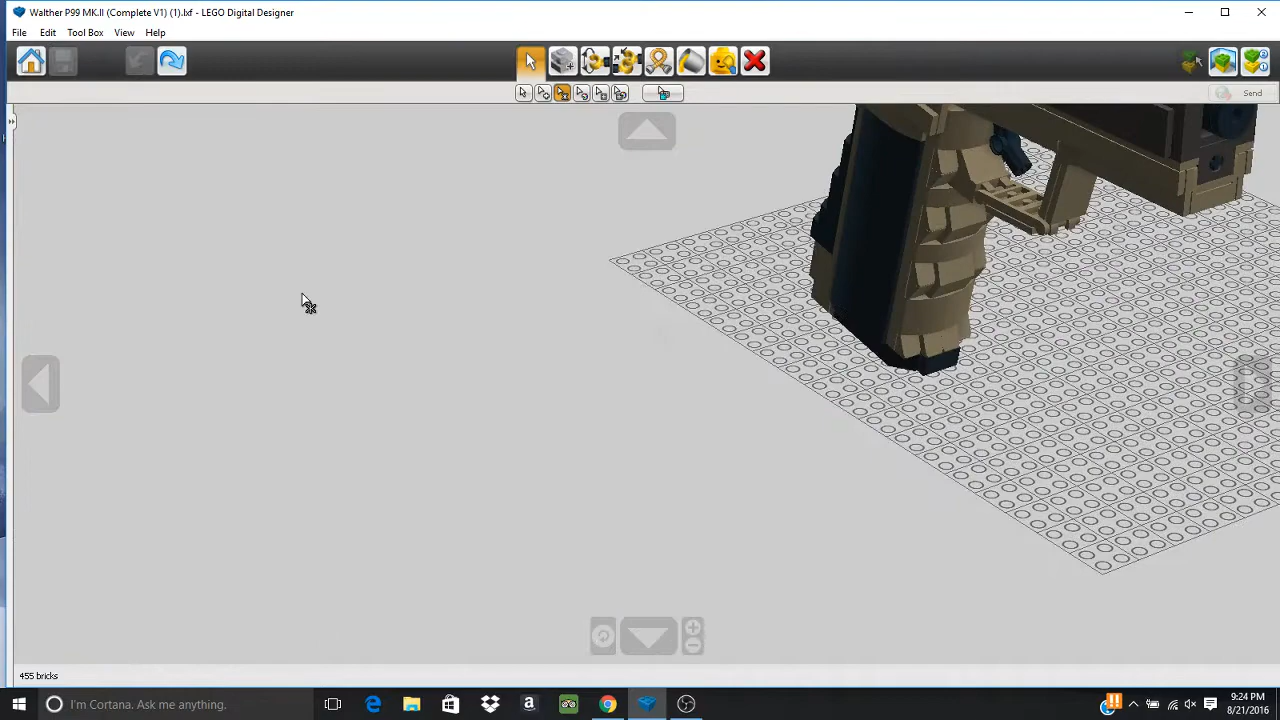 Walther P99 MK.II (Complete V1) (1).lxf - LEGO Digital Designer
File Edit Tool Box View Help
Send
455 bricks
I'm Cortana. Ask me anything.
9:24 PM
8/21/2016